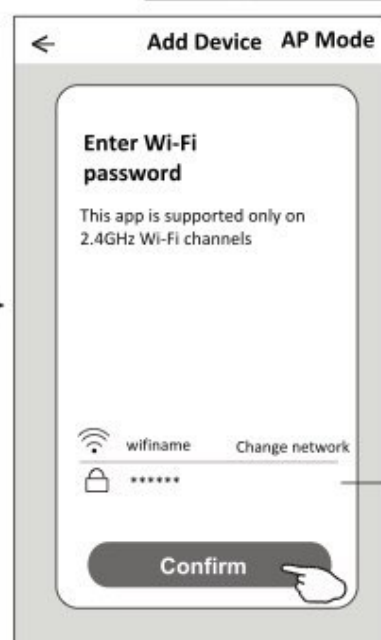 Add Device AP Mode
Enter Wi-Fi
password
This app is supported only on
2.4GHz Wi-Fi channels
wifiname Change network
******
Confirm